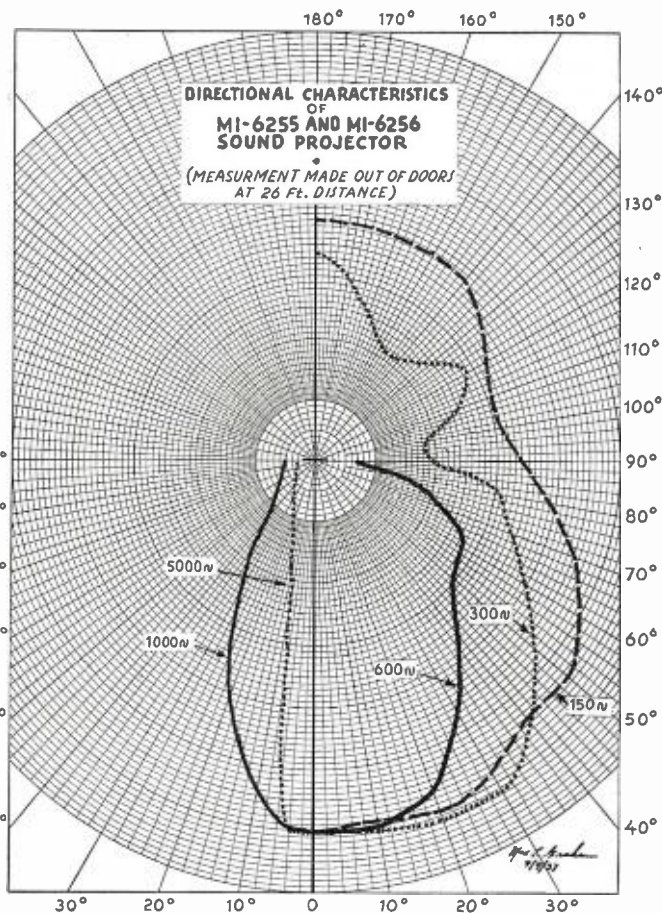 180° 170° 160° 150°
DIRECTIONAL CHARACTERISTICS
OF
MI-6255 AND MI-6256
SOUND PROJECTOR
(MEASURMENT MADE OUT OF DOORS
AT 26 Ft. DISTANCE)
140°
130°
120°
110°
100°
90°
80°
70°
60°
50°
40°
5000~
1000~
600~
300~
150~
30° 20° 10° 0 10° 20° 30°